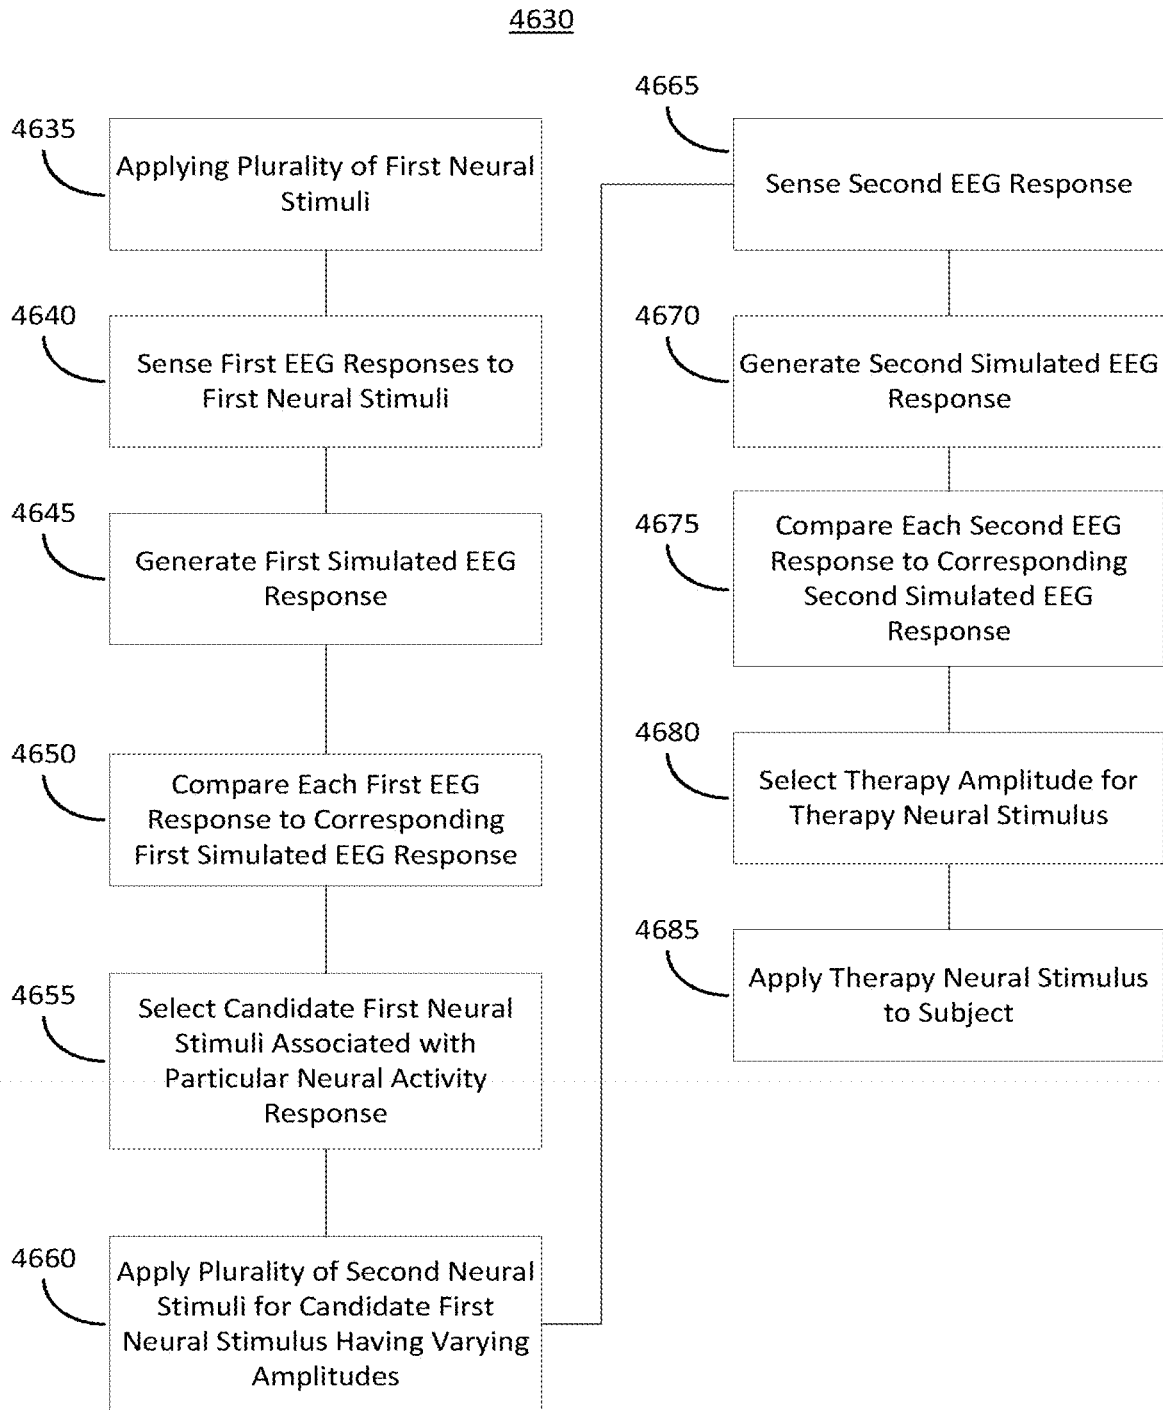 4630
4635
Applying Plurality of First Neural
Stimuli
4640
Sense First EEG Responses to
First Neural Stimuli
4645
Generate First Simulated EEG
Response
4650
Compare Each First EEG
Response to Corresponding
First Simulated EEG Response
4655
Select Candidate First Neural
Stimuli Associated with
Particular Neural Activity
Response
4660
Apply Plurality of Second Neural
Stimuli for Candidate First
Neural Stimulus Having Varying
Amplitudes
4665
Sense Second EEG Response
4670
Generate Second Simulated EEG
Response
4675
Compare Each Second EEG
Response to Corresponding
Second Simulated EEG
Response
4680
Select Therapy Amplitude for
Therapy Neural Stimulus
4685
Apply Therapy Neural Stimulus
to Subject